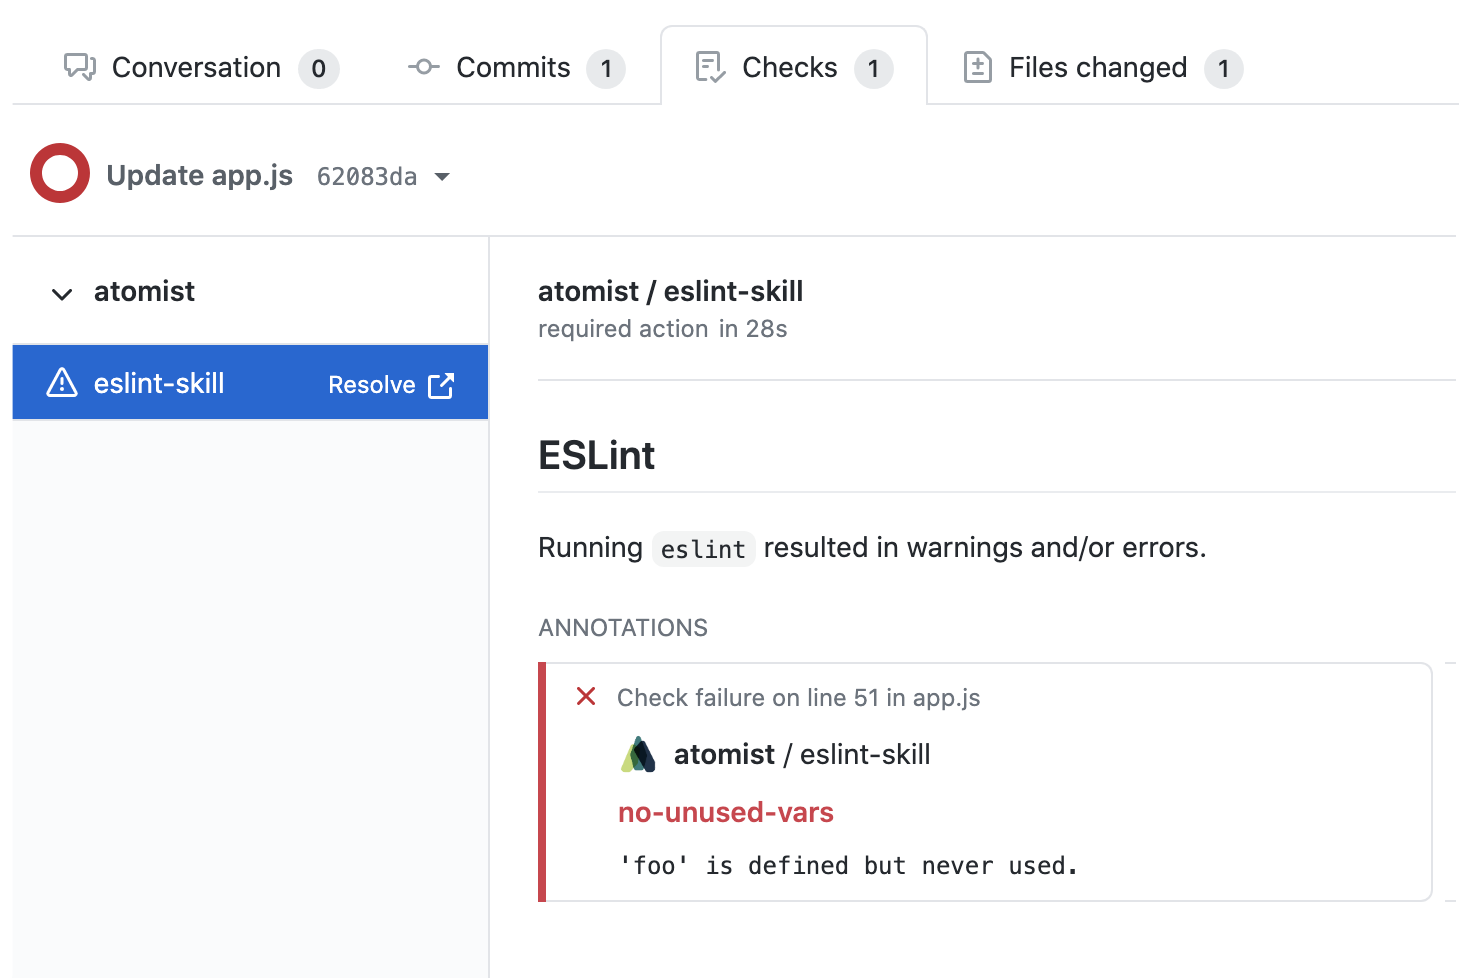 Conversation 0 Commits 1 Checks 1 Files changed 1
Update app.js 62083da
atomist
eslint-skill Resolve
atomist / eslint-skill
required action in 28s
ESLint
Running eslint resulted in warnings and/or errors.
ANNOTATIONS
Check failure on line 51 in app.js
atomist / eslint-skill
no-unused-vars
'foo' is defined but never used.